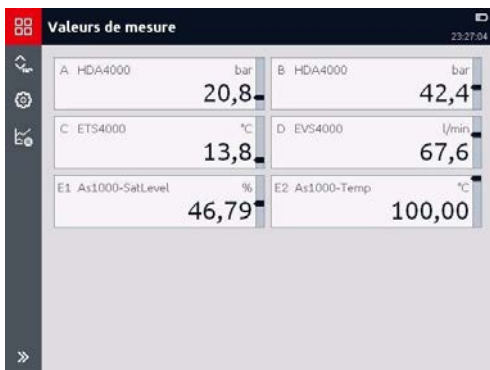 Valeurs de mesure
23:27:04
A HDA4000 bar
20,8
B HDA4000 bar
42,4
C ETS4000 °C
13,8
D EVS4000 l/min
67,6
E1 As1000-SatLevel %
46,79
E2 As1000-Temp °C
100,00